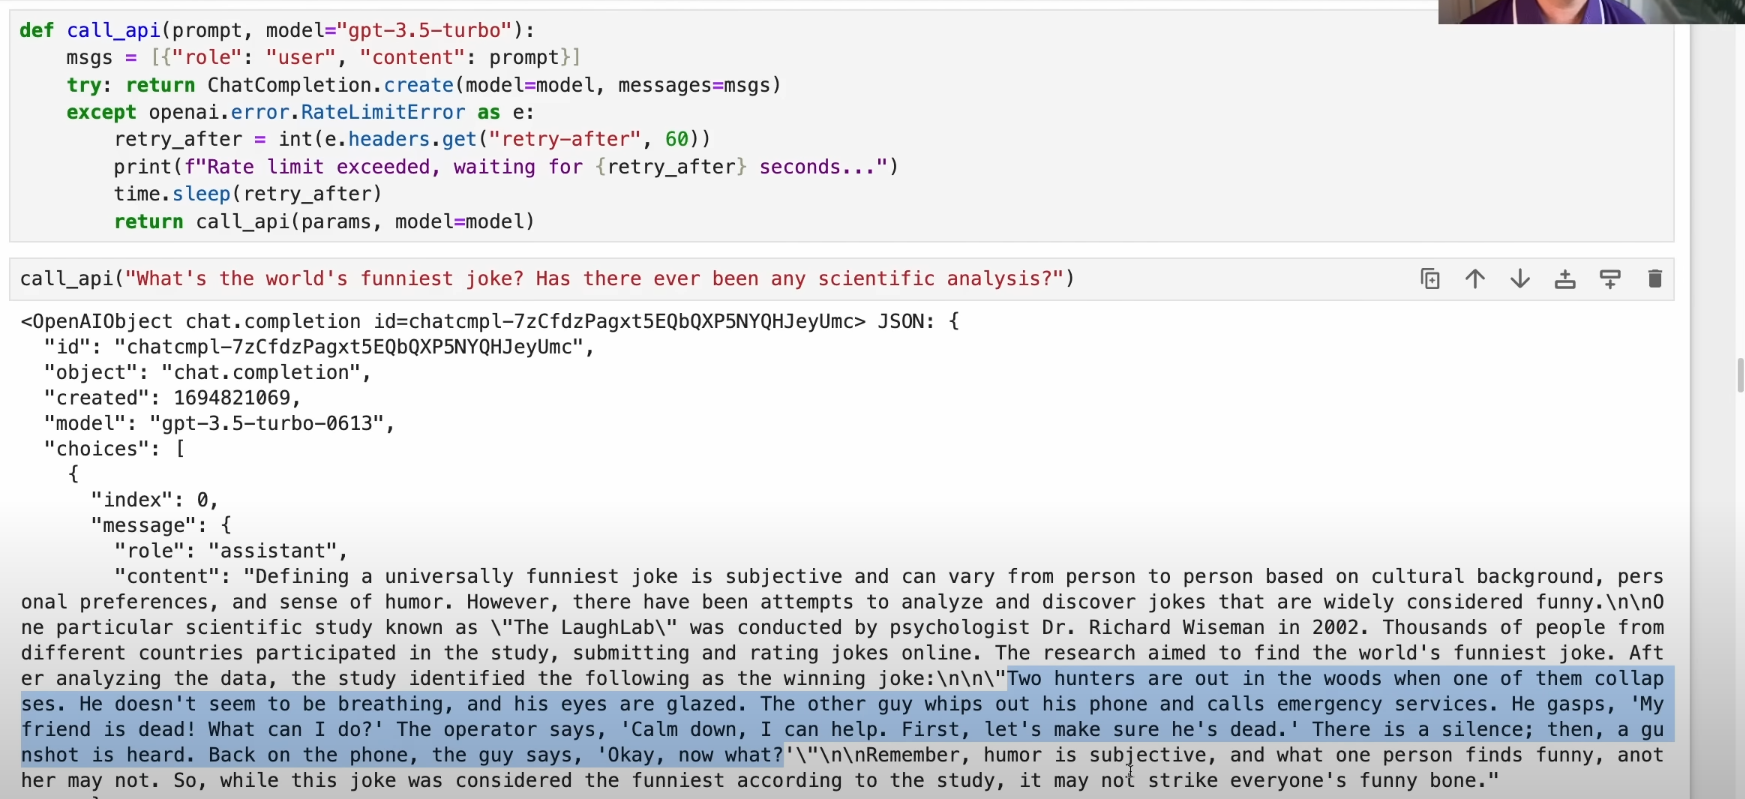 def call_api(prompt, model="gpt-3.5-turbo"):
    msgs = [{"role": "user", "content": prompt}]
    try: return ChatCompletion.create(model=model, messages=msgs)
    except openai.error.RateLimitError as e:
        retry_after = int(e.headers.get("retry-after", 60))
        print(f"Rate limit exceeded, waiting for {retry_after} seconds...")
        time.sleep(retry_after)
        return call_api(params, model=model)
call_api("What's the world's funniest joke? Has there ever been any scientific analysis?")
<OpenAIObject chat.completion id=chatcmpl-7zCfdzPagxt5EQbQXP5NYQHJeyUmc> JSON: {
  "id": "chatcmpl-7zCfdzPagxt5EQbQXP5NYQHJeyUmc",
  "object": "chat.completion",
  "created": 1694821069,
  "model": "gpt-3.5-turbo-0613",
  "choices": [
    {
      "index": 0,
      "message": {
        "role": "assistant",
        "content": "Defining a universally funniest joke is subjective and can vary from person to person based on cultural background, pers
onal preferences, and sense of humor. However, there have been attempts to analyze and discover jokes that are widely considered funny.\n\nO
ne particular scientific study known as \"The LaughLab\" was conducted by psychologist Dr. Richard Wiseman in 2002. Thousands of people from
different countries participated in the study, submitting and rating jokes online. The research aimed to find the world's funniest joke. Aft
er analyzing the data, the study identified the following as the winning joke:\n\n\"Two hunters are out in the woods when one of them collap
ses. He doesn't seem to be breathing, and his eyes are glazed. The other guy whips out his phone and calls emergency services. He gasps, 'My
friend is dead! What can I do?' The operator says, 'Calm down, I can help. First, let's make sure he's dead.' There is a silence; then, a gu
nshot is heard. Back on the phone, the guy says, 'Okay, now what?'\"\n\nRemember, humor is subjective, and what one person finds funny, anot
her may not. So, while this joke was considered the funniest according to the study, it may not strike everyone's funny bone."